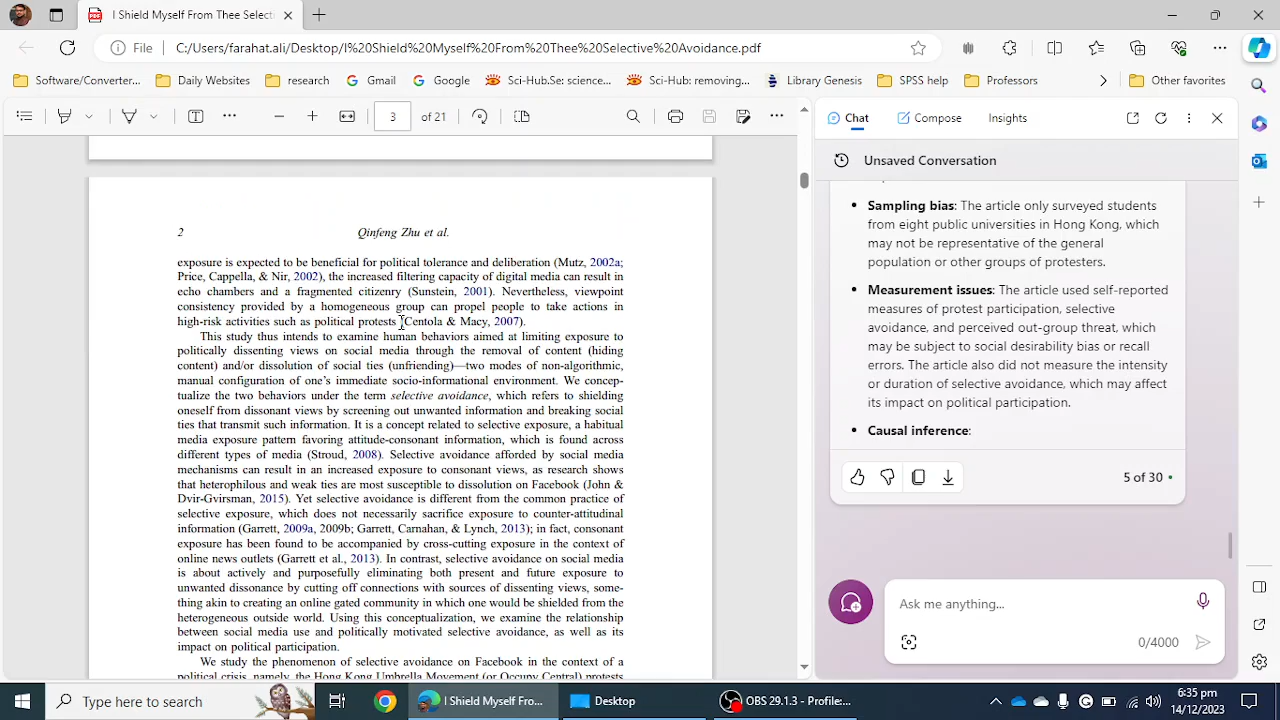 I Shield Myself From Thee Select
File
C:/Users/farahat.ali/Desktop/I%20Shield%20Myself%20From%20Thee%20Selective%20Avoidance.pdf
Software/Converter...
Daily Websites
research
Gmail
Google
Sci-Hub.Se: science...
Sci-Hub: removing...
Library Genesis
SPSS help
Professors
Other favorites
3 of 21
2 Qinfeng Zhu et al.
exposure is expected to be beneficial for political tolerance and deliberation (Mutz, 2002a;
Price, Cappella, & Nir, 2002), the increased filtering capacity of digital media can result in
echo chambers and a fragmented citizenry (Sunstein, 2001). Nevertheless, viewpoint
consistency provided by a homogeneous group can propel people to take actions in
high-risk activities such as political protests (Centola & Macy, 2007).
This study thus intends to examine human behaviors aimed at limiting exposure to
politically dissenting views on social media through the removal of content (hiding
content) and/or dissolution of social ties (unfriending)—two modes of non-algorithmic,
manual configuration of one's immediate socio-informational environment. We concep-
tualize the two behaviors under the term selective avoidance, which refers to shielding
oneself from dissonant views by screening out unwanted information and breaking social
ties that transmit such information. It is a concept related to selective exposure, a habitual
media exposure pattern favoring attitude-consonant information, which is found across
different types of media (Stroud, 2008). Selective avoidance afforded by social media
mechanisms can result in an increased exposure to consonant views, as research shows
that heterophilous and weak ties are most susceptible to dissolution on Facebook (John &
Dvir-Gvirsman, 2015). Yet selective avoidance is different from the common practice of
selective exposure, which does not necessarily sacrifice exposure to counter-attitudinal
information (Garrett, 2009a, 2009b; Garrett, Carnahan, & Lynch, 2013); in fact, consonant
exposure has been found to be accompanied by cross-cutting exposure in the context of
online news outlets (Garrett et al., 2013). In contrast, selective avoidance on social media
is about actively and purposefully eliminating both present and future exposure to
unwanted dissonance by cutting off connections with sources of dissenting views, some-
thing akin to creating an online gated community in which one would be shielded from the
heterogeneous outside world. Using this conceptualization, we examine the relationship
between social media use and politically motivated selective avoidance, as well as its
impact on political participation.
We study the phenomenon of selective avoidance on Facebook in the context of a
political crisis, namely, the Hong Kong Umbrella Movement (or Occupy Central) protests
Chat
Compose
Insights
Unsaved Conversation
• Sampling bias: The article only surveyed students
from eight public universities in Hong Kong, which
may not be representative of the general
population or other groups of protesters.
• Measurement issues: The article used self-reported
measures of protest participation, selective
avoidance, and perceived out-group threat, which
may be subject to social desirability bias or recall
errors. The article also did not measure the intensity
or duration of selective avoidance, which may affect
its impact on political participation.
• Causal inference:
5 of 30
Ask me anything...
0/4000
Type here to search
I Shield Myself Fro...
Desktop
OBS 29.1.3 - Profile:...
6:35 pm
14/12/2023